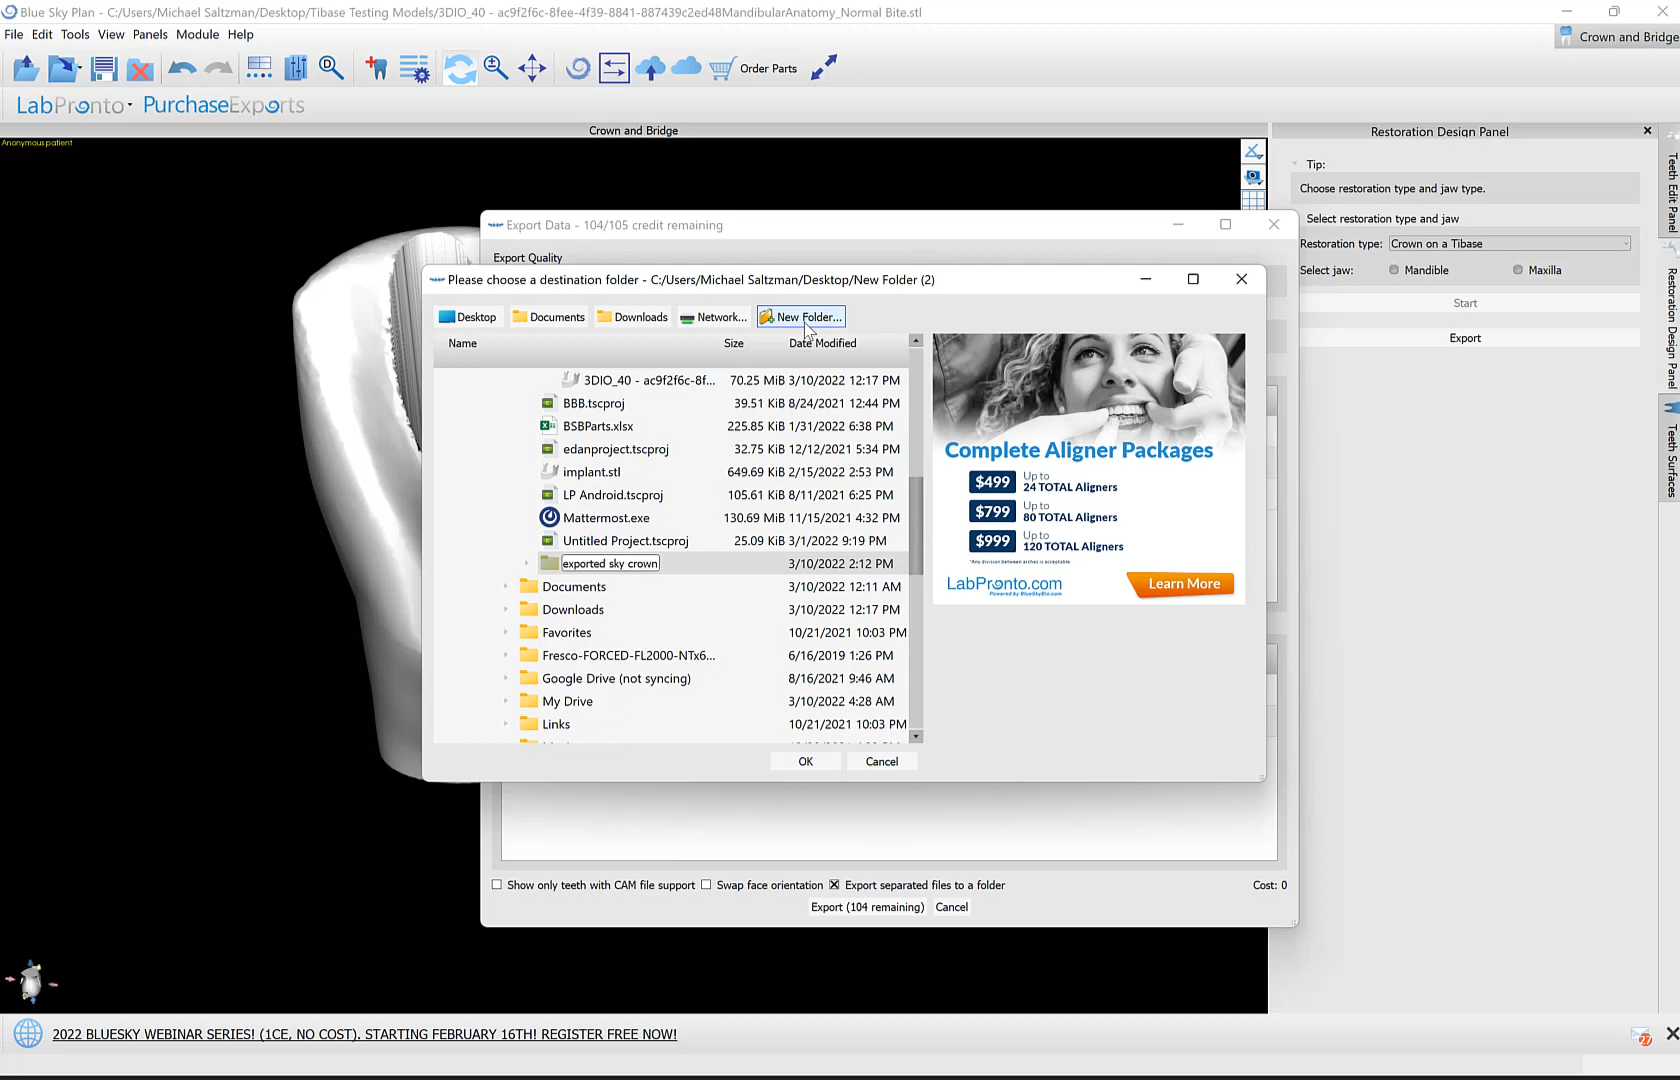 Blue Sky Plan - C:/Users/Michael Saltzman/Desktop/Tibase Testing Models/3DIO_40 - ac9f2f6c-8fee-4f39-8841-887439c2ed48MandibularAnatomy_Normal Bite.stl
File Edit Tools View Panels Module Help
Crown and Bridge
Order Parts
LabPronto PurchaseExports
Crown and Bridge
Restoration Design Panel
Anonymous patient
Tip:
Choose restoration type and jaw type.
Select restoration type and jaw
Restoration type: Crown on a Tibase
Select jaw: Mandible Maxilla
Start
Export
Teeth Edit Panel
Restoration Design Panel
Teeth Surfaces
Export Data - 104/105 credit remaining
Export Quality
Please choose a destination folder - C:/Users/Michael Saltzman/Desktop/New Folder (2)
Desktop Documents Downloads Network... New Folder...
Name Size Date Modified
3DIO_40 - ac9f2f6c-8f... 70.25 MiB 3/10/2022 12:17 PM
BBB.tscproj 39.51 KiB 8/24/2021 12:44 PM
BSBParts.xlsx 225.85 KiB 1/31/2022 6:38 PM
edanproject.tscproj 32.75 KiB 12/12/2021 5:34 PM
implant.stl 649.69 KiB 2/15/2022 2:53 PM
LP Android.tscproj 105.61 KiB 8/11/2021 6:25 PM
Mattermost.exe 130.69 MiB 11/15/2021 4:32 PM
Untitled Project.tscproj 25.09 KiB 3/1/2022 9:19 PM
exported sky crown 3/10/2022 2:12 PM
Documents 3/10/2022 12:11 AM
Downloads 3/10/2022 12:17 PM
Favorites 10/21/2021 10:03 PM
Fresco-FORCED-FL2000-NTx6... 6/16/2019 1:26 PM
Google Drive (not syncing) 8/16/2021 9:46 AM
My Drive 3/10/2022 4:28 AM
Links 10/21/2021 10:03 PM
OK Cancel
Complete Aligner Packages
$499 Up to 24 TOTAL Aligners
$799 Up to 80 TOTAL Aligners
$999 Up to 120 TOTAL Aligners
*Any division between arches is acceptable
LabPronto.com
Powered by BlueSkyBio.com
Learn More
Show only teeth with CAM file support Swap face orientation Export separated files to a folder Cost: 0
Export (104 remaining) Cancel
2022 BLUESKY WEBINAR SERIES! (1CE, NO COST). STARTING FEBRUARY 16TH! REGISTER FREE NOW!
27